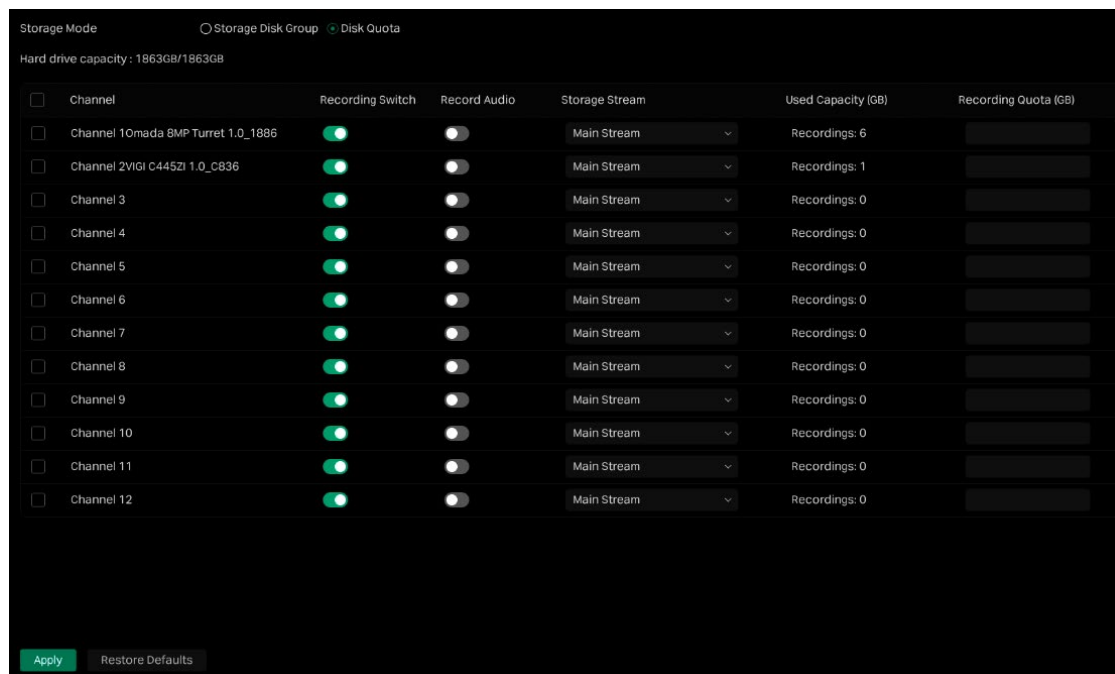 Storage Mode Storage Disk Group Disk Quota
Hard drive capacity : 1863GB/1863GB
Channel Recording Switch Record Audio Storage Stream Used Capacity (GB) Recording Quota (GB)
Channel 1Omada 8MP Turret 1.0_1886 Main Stream Recordings: 6
Channel 2VIGI C445ZI 1.0_C836 Main Stream Recordings: 1
Channel 3 Main Stream Recordings: 0
Channel 4 Main Stream Recordings: 0
Channel 5 Main Stream Recordings: 0
Channel 6 Main Stream Recordings: 0
Channel 7 Main Stream Recordings: 0
Channel 8 Main Stream Recordings: 0
Channel 9 Main Stream Recordings: 0
Channel 10 Main Stream Recordings: 0
Channel 11 Main Stream Recordings: 0
Channel 12 Main Stream Recordings: 0
Apply Restore Defaults